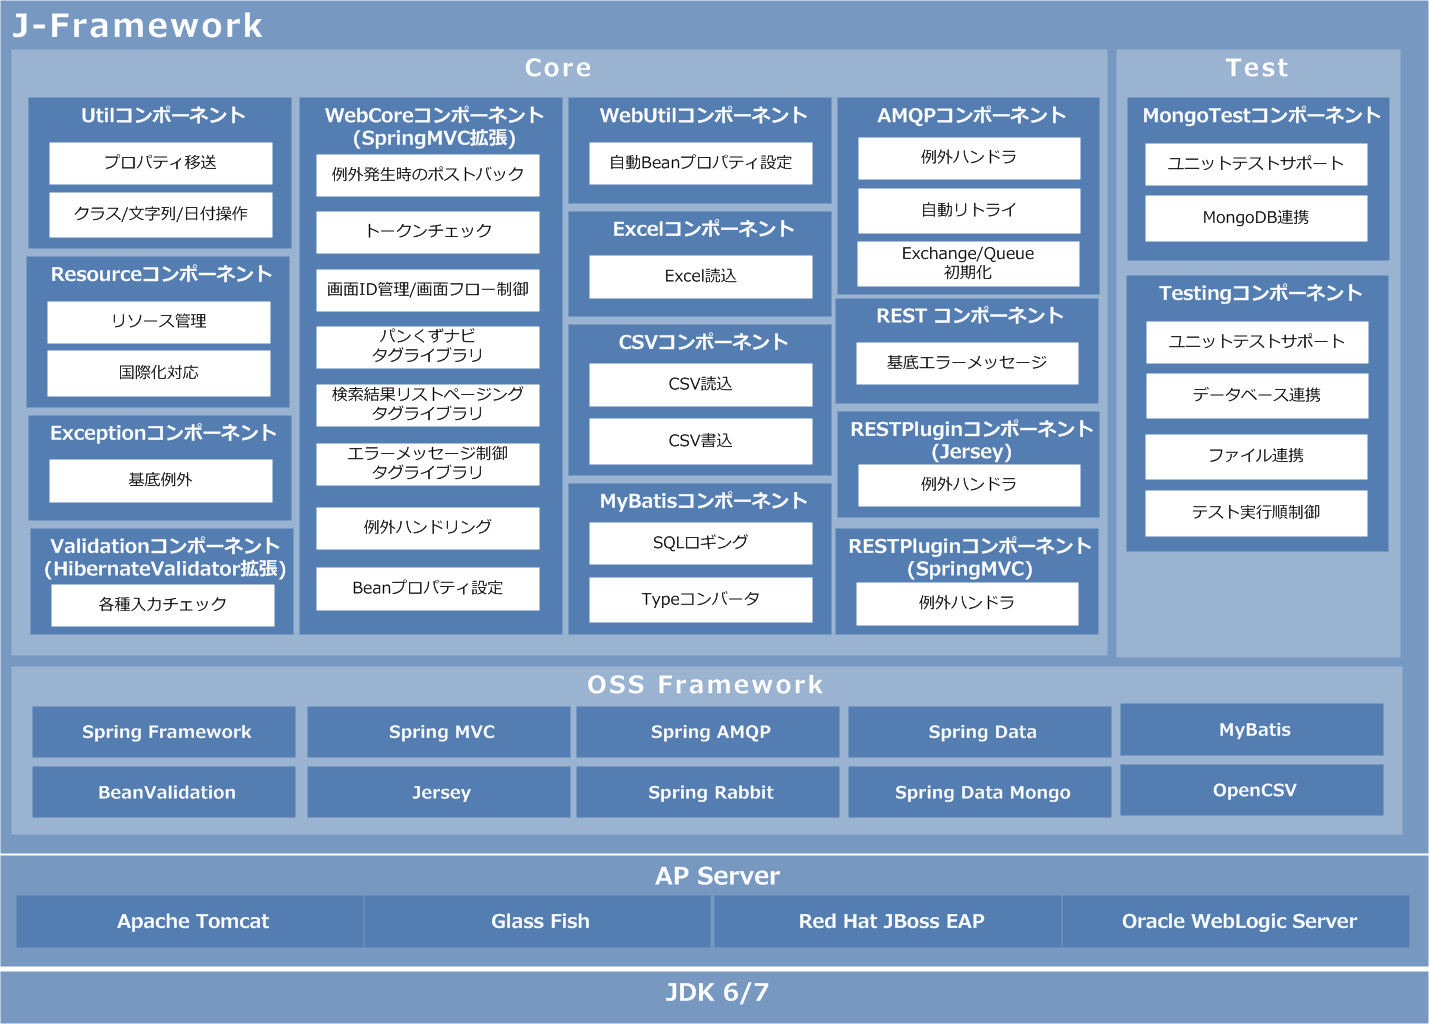 J-Framework
Core
Utilコンポーネント
プロパティ移送
クラス/文字列/日付操作
Resourceコンポーネント
リソース管理
国際化対応
Exceptionコンポーネント
基底例外
Validationコンポーネント
(HibernateValidator拡張)
各種入力チェック
WebCoreコンポーネント
(SpringMVC拡張)
例外発生時のポストバック
トークンチェック
画面ID管理/画面フロー制御
パンくずナビ
タグライブラリ
検索結果リストページング
タグライブラリ
エラーメッセージ制御
タグライブラリ
例外ハンドリング
Beanプロパティ設定
WebUtilコンポーネント
自動Beanプロパティ設定
Excelコンポーネント
Excel読込
CSVコンポーネント
CSV読込
CSV書込
MyBatisコンポーネント
SQLロギング
Typeコンバータ
AMQPコンポーネント
例外ハンドラ
自動リトライ
Exchange/Queue
初期化
REST コンポーネント
基底エラーメッセージ
RESTPluginコンポーネント
(Jersey)
例外ハンドラ
RESTPluginコンポーネント
(SpringMVC)
例外ハンドラ
Test
MongoTestコンポーネント
ユニットテストサポート
MongoDB連携
Testingコンポーネント
ユニットテストサポート
データベース連携
ファイル連携
テスト実行順制御
OSS Framework
Spring Framework
Spring MVC
Spring AMQP
Spring Data
MyBatis
BeanValidation
Jersey
Spring Rabbit
Spring Data Mongo
OpenCSV
AP Server
Apache Tomcat
Glass Fish
Red Hat JBoss EAP
Oracle WebLogic Server
JDK 6/7